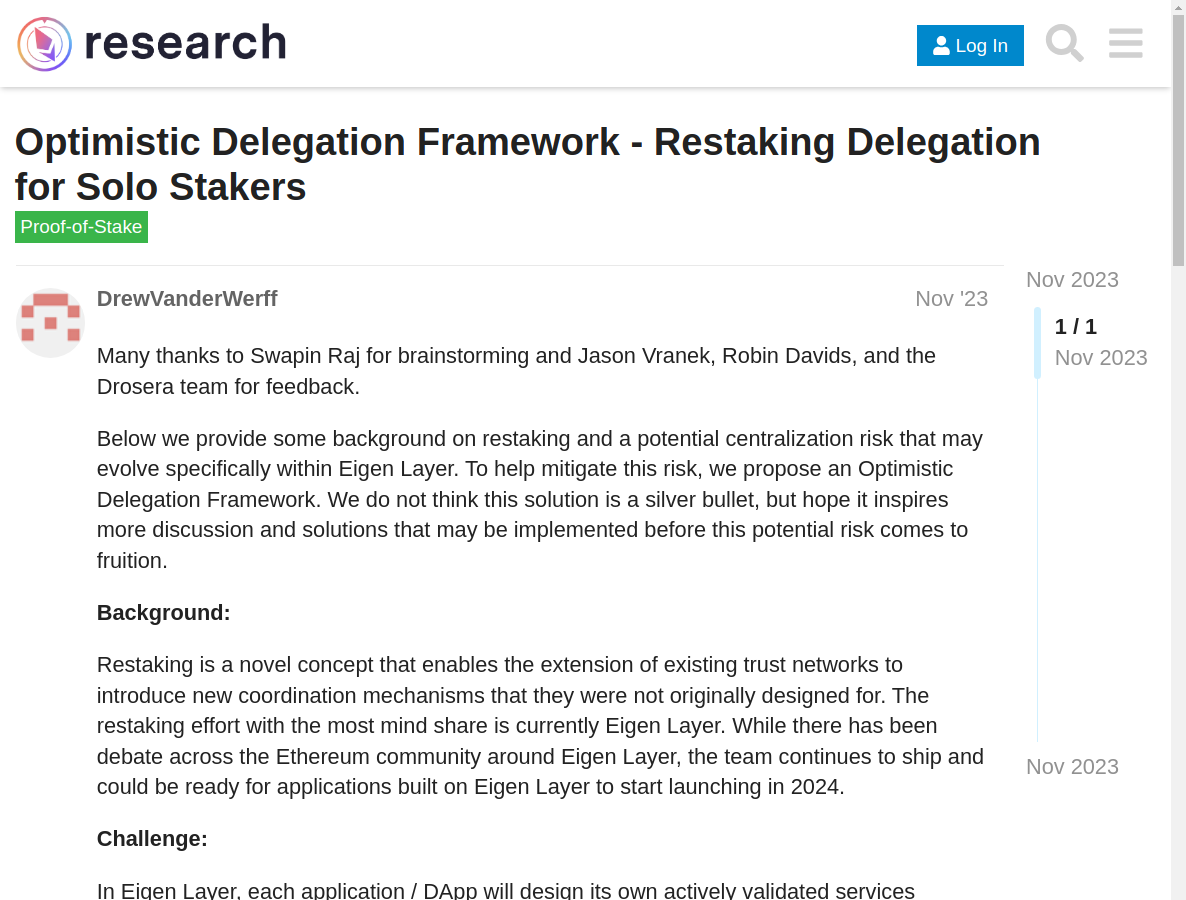 research
Log In
Optimistic Delegation Framework - Restaking Delegation
for Solo Stakers
Proof-of-Stake
DrewVanderWerff
Nov '23
Many thanks to Swapin Raj for brainstorming and Jason Vranek, Robin Davids, and the
Drosera team for feedback.
Below we provide some background on restaking and a potential centralization risk that may
evolve specifically within Eigen Layer. To help mitigate this risk, we propose an Optimistic
Delegation Framework. We do not think this solution is a silver bullet, but hope it inspires
more discussion and solutions that may be implemented before this potential risk comes to
fruition.
Background:
Restaking is a novel concept that enables the extension of existing trust networks to
introduce new coordination mechanisms that they were not originally designed for. The
restaking effort with the most mind share is currently Eigen Layer. While there has been
debate across the Ethereum community around Eigen Layer, the team continues to ship and
could be ready for applications built on Eigen Layer to start launching in 2024.
Challenge:
In Eigen Layer, each application / DApp will design its own actively validated services
Nov 2023
1 / 1
Nov 2023
Nov 2023